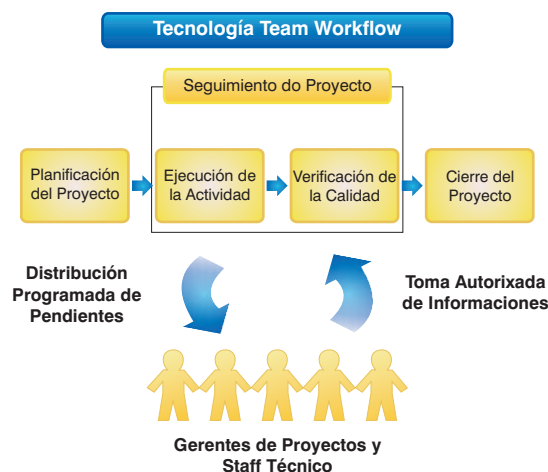 Tecnología Team Workflow
Seguimiento do Proyecto
Planificación
del Proyecto
Ejecución de
la Actividad
Verificación de
la Calidad
Cierre del
Proyecto
Distribución
Programada de
Pendientes
Toma Autorixada
de Informaciones
Gerentes de Proyectos y
Staff Técnico